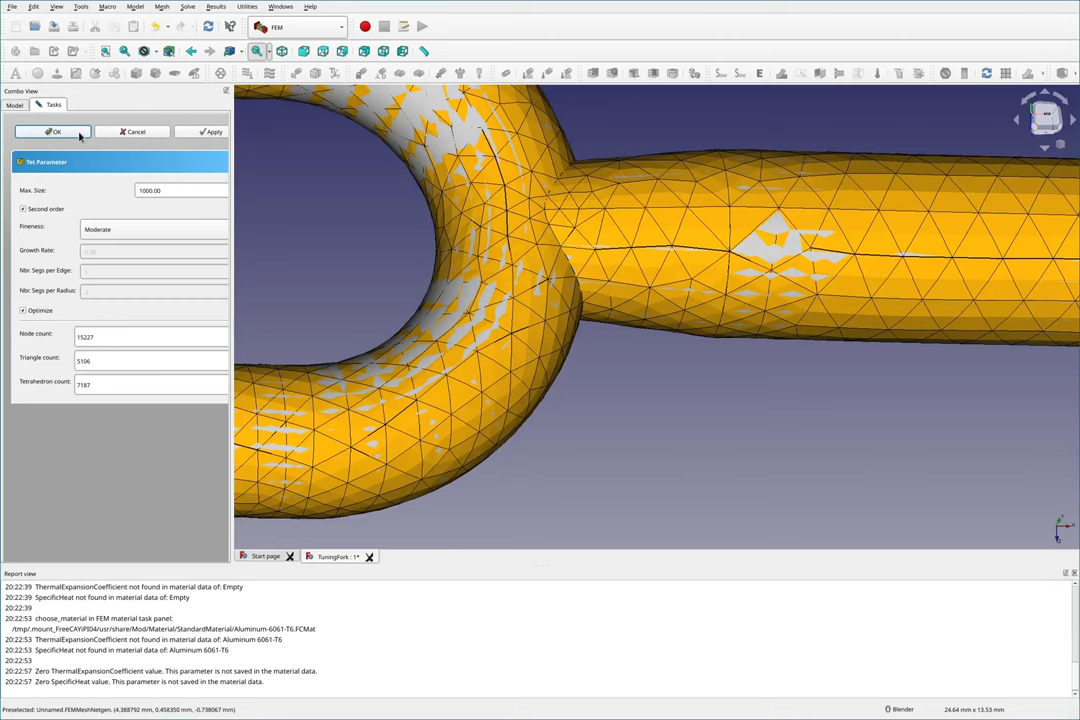 File Edit View Tools Macro Model Mesh Solve Results Utilities Windows Help
FEM
Combo View
Model Tasks
OK Cancel Apply
Tet Parameter
Max. Size: 1000.00
Second order
Fineness: Moderate
Growth Rate: 0.30
Nbr. Segs per Edge: 1
Nbr. Segs per Radius: 2
Optimize
Node count: 15227
Triangle count: 5106
Tetrahedron count: 7187
Start page TuningFork : 1*
Report view
20:22:39 ThermalExpansionCoefficient not found in material data of: Empty
20:22:39 SpecificHeat not found in material data of: Empty
20:22:39
20:22:53 choose_material in FEM material task panel:
/tmp/.mount_FreeCAYiPI04/usr/share/Mod/Material/StandardMaterial/Aluminum-6061-T6.FCMat
20:22:53 ThermalExpansionCoefficient not found in material data of: Aluminum 6061-T6
20:22:53 SpecificHeat not found in material data of: Aluminum 6061-T6
20:22:53
20:22:57 Zero ThermalExpansionCoefficient value. This parameter is not saved in the material data.
20:22:57 Zero SpecificHeat value. This parameter is not saved in the material data.
Preselected: Unnamed.FEMMeshNetgen. (4.388792 mm, 0.458350 mm, -0.738067 mm) Blender 24.64 mm x 13.53 mm